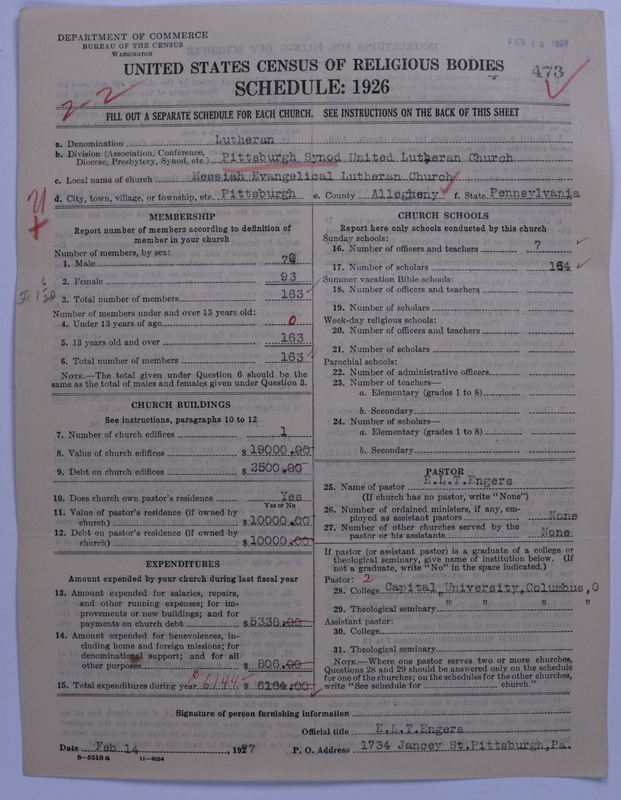 DEPARTMENT OF COMMERCE
BUREAU OF THE CENSUS
WASHINGTON
FEB 16 1927
UNITED STATES CENSUS OF RELIGIOUS BODIES
473
SCHEDULE: 1926
2-2
FILL OUT A SEPARATE SCHEDULE FOR EACH CHURCH. SEE INSTRUCTIONS ON THE BACK OF THIS SHEET
a. Denomination Lutheran
b. Division (Association, Conference, Diocese, Presbytery, Synod, etc.) Pittsburgh Synod United Lutheran Church
c. Local name of church Messiah Evangelical Lutheran Church
d. City, town, village, or township, etc. Pittsburgh e. County Allegheny f. State Pennsylvania
MEMBERSHIP
Report number of members according to definition of
member in your church
Number of members, by sex:
1. Male 70
2. Female 93
3. Total number of members 163
Number of members under and over 13 years old:
4. Under 13 years of age 0
5. 13 years old and over 163
6. Total number of members 163
NOTE.—The total given under Question 6 should be the
same as the total of males and females given under Question 3.
CHURCH BUILDINGS
See instructions, paragraphs 10 to 12
7. Number of church edifices 1
8. Value of church edifices $19000.00
9. Debt on church edifices $3500.00
10. Does church own pastor's residence Yes
Yes or No
11. Value of pastor's residence (if owned by
church) $10000.00
12. Debt on pastor's residence (if owned by
church) $10000.00
EXPENDITURES
Amount expended by your church during last fiscal year
13. Amount expended for salaries, repairs,
and other running expenses; for im-
provements or new buildings; and for
payments on church debt $5338.00
14. Amount expended for benevolences, in-
cluding home and foreign missions; for
denominational support; and for all
other purposes $806.00
15. Total expenditures during year $6144 $6164.00
CHURCH SCHOOLS
Report here only schools conducted by this church
Sunday schools:
16. Number of officers and teachers 7
17. Number of scholars 164
Summer vacation Bible schools:
18. Number of officers and teachers
19. Number of scholars
Week-day religious schools:
20. Number of officers and teachers
21. Number of scholars
Parochial schools:
22. Number of administrative officers
23. Number of teachers—
a. Elementary (grades 1 to 8)
b. Secondary
24. Number of scholars—
a. Elementary (grades 1 to 8)
b. Secondary
PASTOR
25. Name of pastor E.L.T.Engers
(If church has no pastor, write "None")
26. Number of ordained ministers, if any, em-
ployed as assistant pastors None
27. Number of other churches served by the
pastor or his assistants None
If pastor (or assistant pastor) is a graduate of a college or
theological seminary, give name of institution below. (If
not a graduate, write "No" in the space indicated.)
Pastor: 2
28. College Capital University, Columbus, O
29. Theological seminary " " " "
Assistant pastor:
30. College
31. Theological seminary
NOTE.—Where one pastor serves two or more churches,
Questions 28 and 29 should be answered only on the schedule
for one of the churches; on the schedules for the other churches,
write "See schedule for church."
Signature of person furnishing information
Official title E.L.T.Engers
Date Feb 14, 1927 P. O. Address 1734 Jancey St.Pittsburgh,Pa.
8—5518 a 11—9554